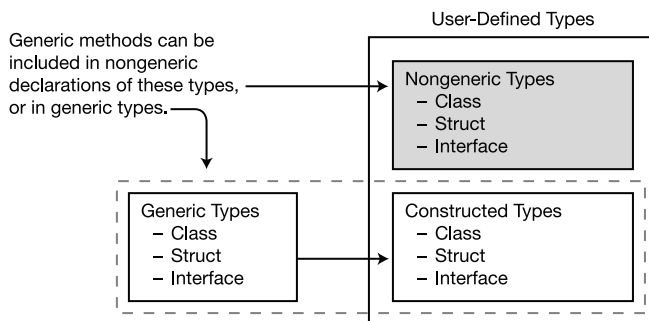 User-Defined Types
Generic methods can be
included in nongeneric
declarations of these types,
or in generic types.
Nongeneric Types
– Class
– Struct
– Interface
Generic Types
– Class
– Struct
– Interface
Constructed Types
– Class
– Struct
– Interface